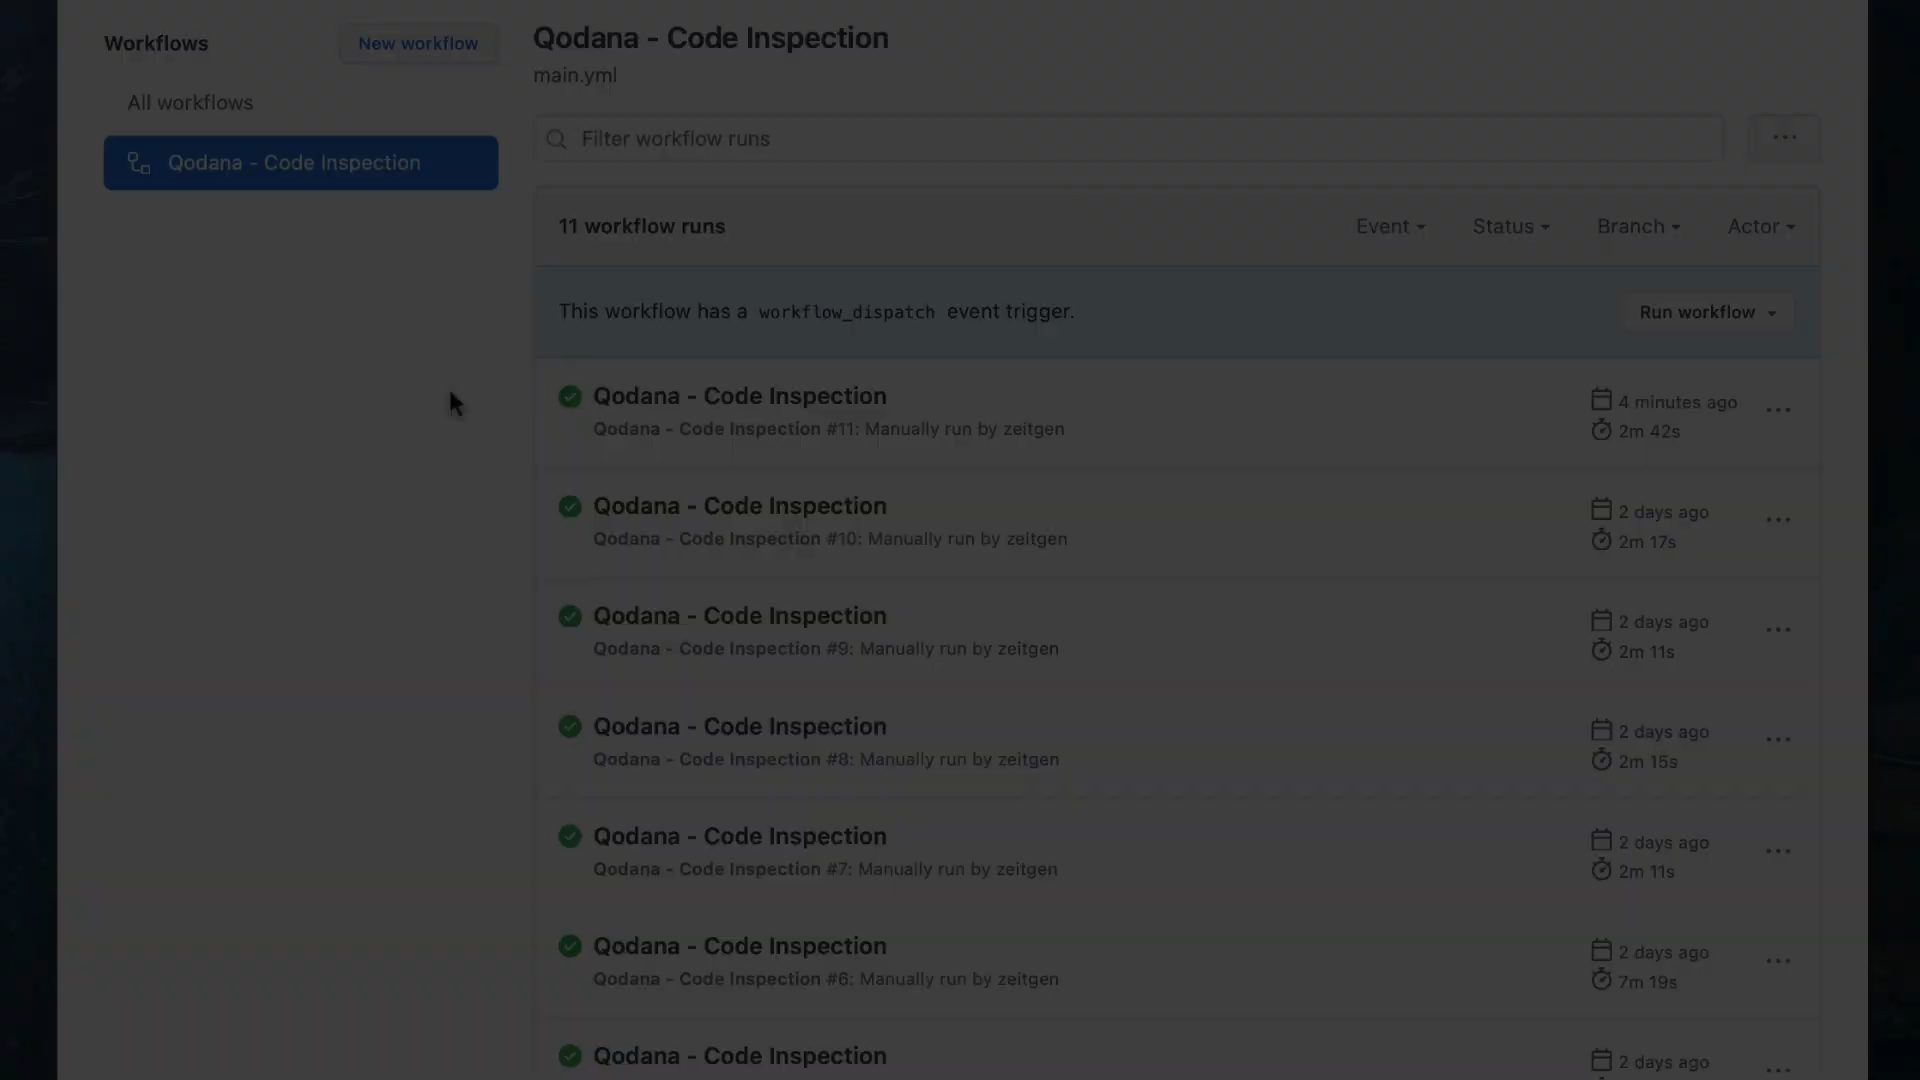 Workflows
New workflow
All workflows
Qodana - Code Inspection
Qodana - Code Inspection
main.yml
Filter workflow runs
11 workflow runs
Event
Status
Branch
Actor
This workflow has a workflow_dispatch event trigger.
Run workflow
Qodana - Code Inspection
Qodana - Code Inspection #11: Manually run by zeitgen
4 minutes ago
2m 42s
Qodana - Code Inspection
Qodana - Code Inspection #10: Manually run by zeitgen
2 days ago
2m 17s
Qodana - Code Inspection
Qodana - Code Inspection #9: Manually run by zeitgen
2 days ago
2m 11s
Qodana - Code Inspection
Qodana - Code Inspection #8: Manually run by zeitgen
2 days ago
2m 15s
Qodana - Code Inspection
Qodana - Code Inspection #7: Manually run by zeitgen
2 days ago
2m 11s
Qodana - Code Inspection
Qodana - Code Inspection #6: Manually run by zeitgen
2 days ago
7m 19s
Qodana - Code Inspection
2 days ago